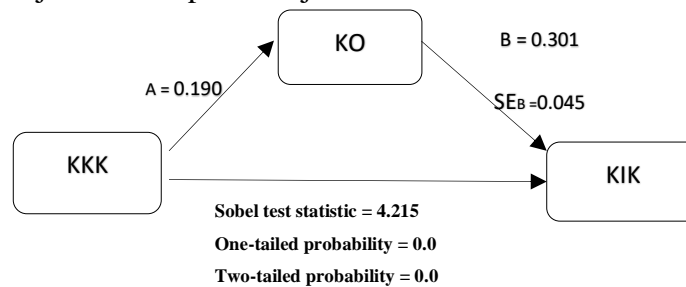 KO
B = 0.301
A = 0.190
SEB =0.045
KKK
KIK
Sobel test statistic = 4.215
One-tailed probability = 0.0
Two-tailed probability = 0.0